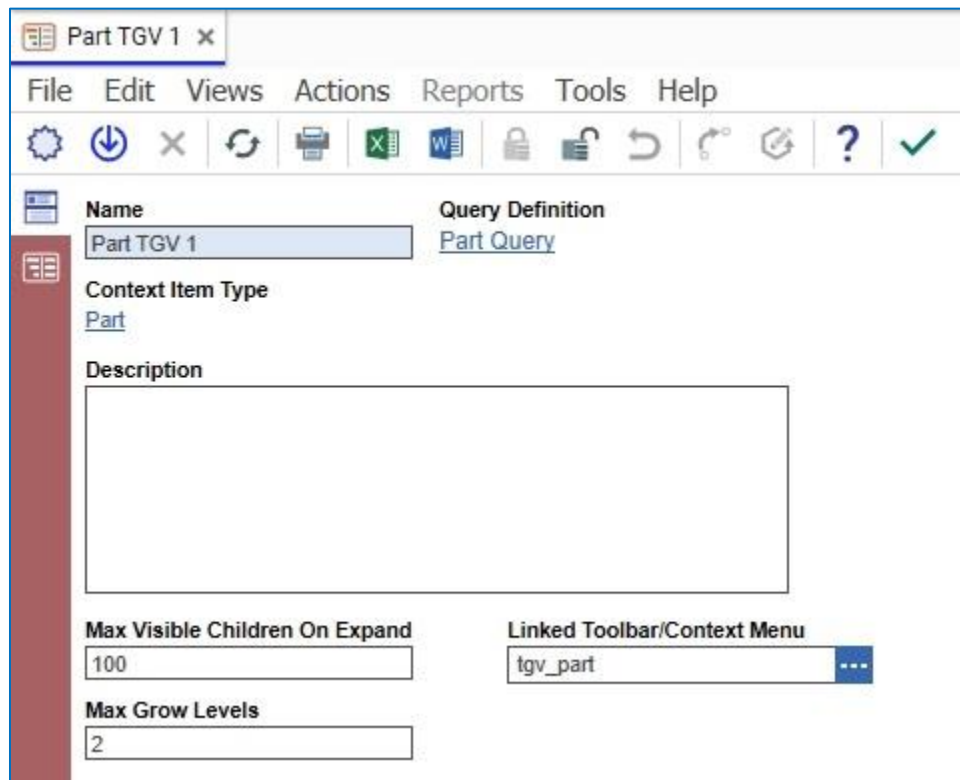 Part TGV 1
File Edit Views Actions Reports Tools Help
Name
Query Definition
Part TGV 1
Part Query
Context Item Type
Part
Description
Max Visible Children On Expand
Linked Toolbar/Context Menu
100
tgv_part
Max Grow Levels
2